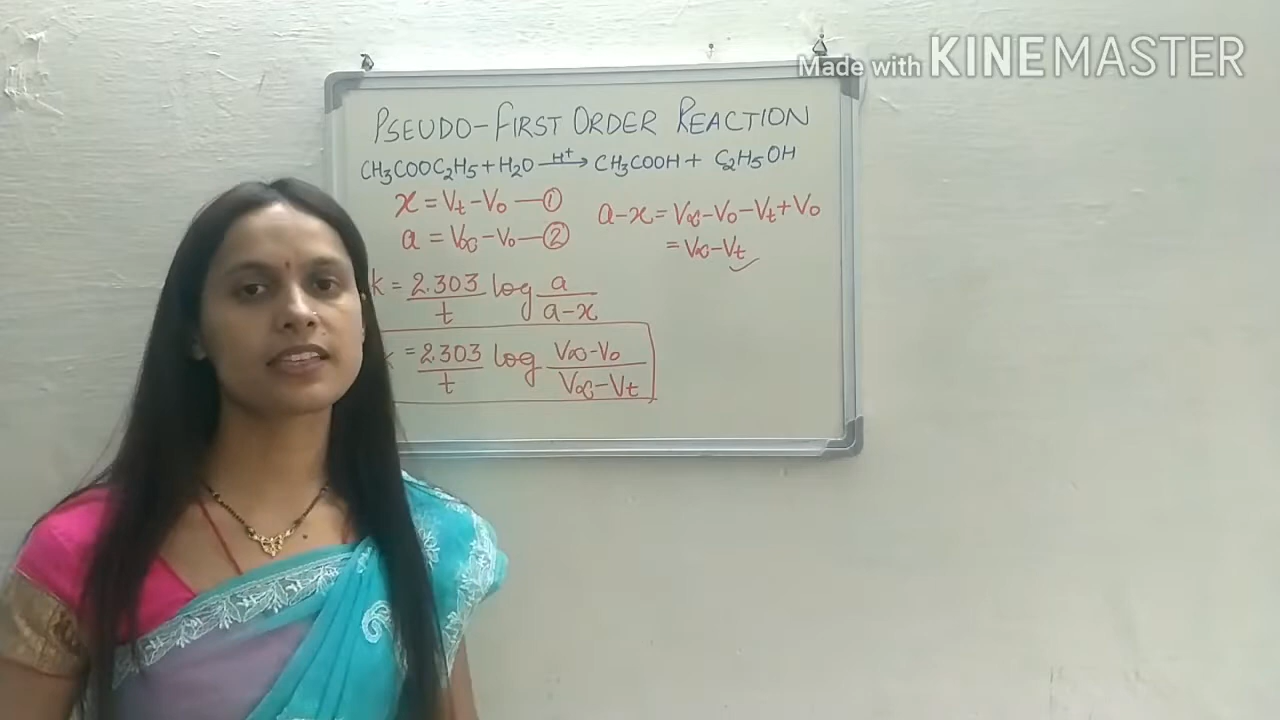 Made with KINEMASTER
PSEUDO-FIRST ORDER REACTION
CH₃COOC₂H₅ + H₂O —H⁺→ CH₃COOH + C₂H₅OH
x = Vₜ - V₀ — ①
a = V∞ - V₀ — ②
a-x = V∞ - V₀ - Vₜ + V₀
= V∞ - Vₜ
k = 2.303/t log a/(a-x)
k = 2.303/t log (V∞ - V₀)/(V∞ - Vₜ)